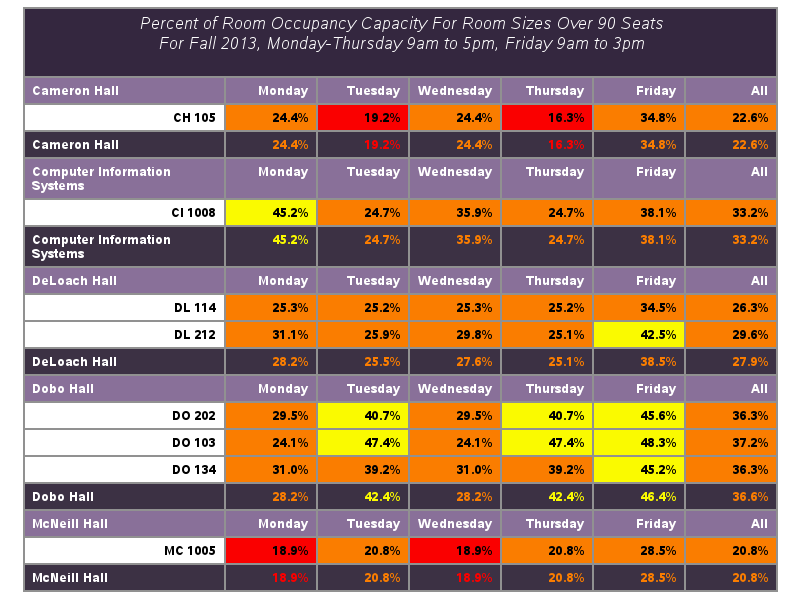 Percent of Room Occupancy Capacity For Room Sizes Over 90 Seats
For Fall 2013, Monday-Thursday 9am to 5pm, Friday 9am to 3pm
Cameron Hall Monday Tuesday Wednesday Thursday Friday All
CH 105 24.4% 19.2% 24.4% 16.3% 34.8% 22.6%
Cameron Hall 24.4% 19.2% 24.4% 16.3% 34.8% 22.6%
Computer Information Monday Tuesday Wednesday Thursday Friday All
Systems
CI 1008 45.2% 24.7% 35.9% 24.7% 38.1% 33.2%
Computer Information 45.2% 24.7% 35.9% 24.7% 38.1% 33.2%
Systems
DeLoach Hall Monday Tuesday Wednesday Thursday Friday All
DL 114 25.3% 25.2% 25.3% 25.2% 34.5% 26.3%
DL 212 31.1% 25.9% 29.8% 25.1% 42.5% 29.6%
DeLoach Hall 28.2% 25.5% 27.6% 25.1% 38.5% 27.9%
Dobo Hall Monday Tuesday Wednesday Thursday Friday All
DO 202 29.5% 40.7% 29.5% 40.7% 45.6% 36.3%
DO 103 24.1% 47.4% 24.1% 47.4% 48.3% 37.2%
DO 134 31.0% 39.2% 31.0% 39.2% 45.2% 36.3%
Dobo Hall 28.2% 42.4% 28.2% 42.4% 46.4% 36.6%
McNeill Hall Monday Tuesday Wednesday Thursday Friday All
MC 1005 18.9% 20.8% 18.9% 20.8% 28.5% 20.8%
McNeill Hall 18.9% 20.8% 18.9% 20.8% 28.5% 20.8%